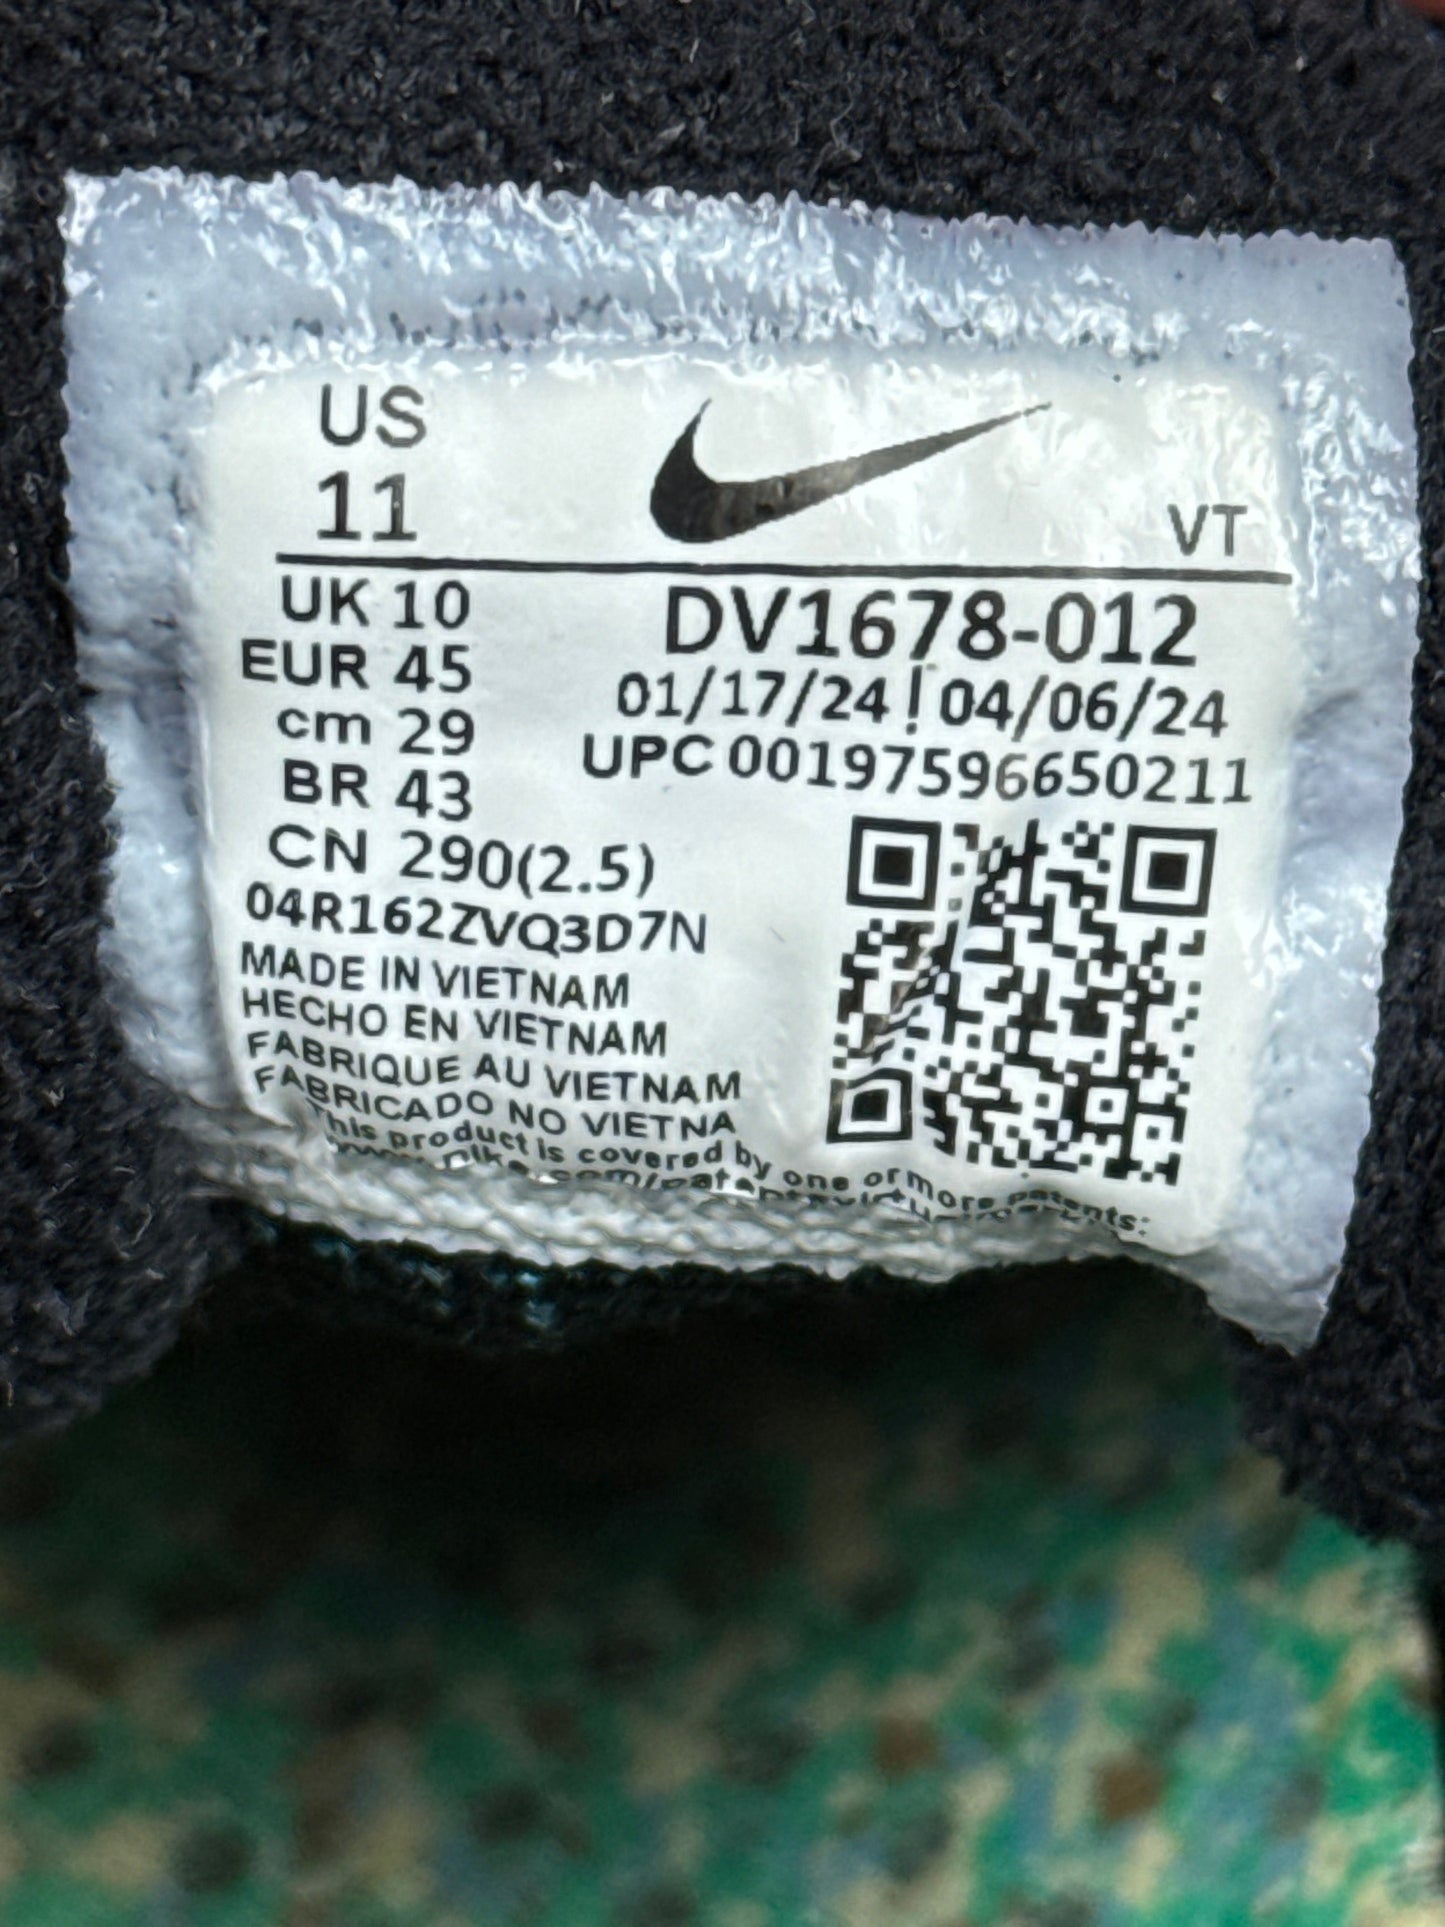 US
11
VT
UK 10
EUR 45
cm 29
BR 43
CN 290(2.5)
DV1678-012
01/17/24 ! 04/06/24
UPC 00197596650211
04R162ZVQ3D7N
MADE IN VIETNAM
HECHO EN VIETNAM
FABRIQUE AU VIETNAM
FABRICADO NO VIETNA
This product is covered by one or more patents: